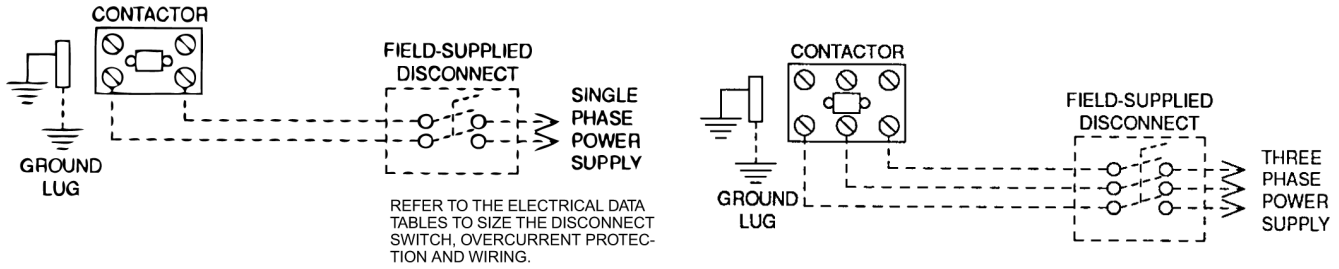 CONTACTOR
FIELD-SUPPLIED
DISCONNECT
SINGLE
PHASE
POWER
SUPPLY
GROUND
LUG
REFER TO THE ELECTRICAL DATA
TABLES TO SIZE THE DISCONNECT
SWITCH, OVERCURRENT PROTEC-
TION AND WIRING.
CONTACTOR
FIELD-SUPPLIED
DISCONNECT
THREE
PHASE
POWER
SUPPLY
GROUND
LUG